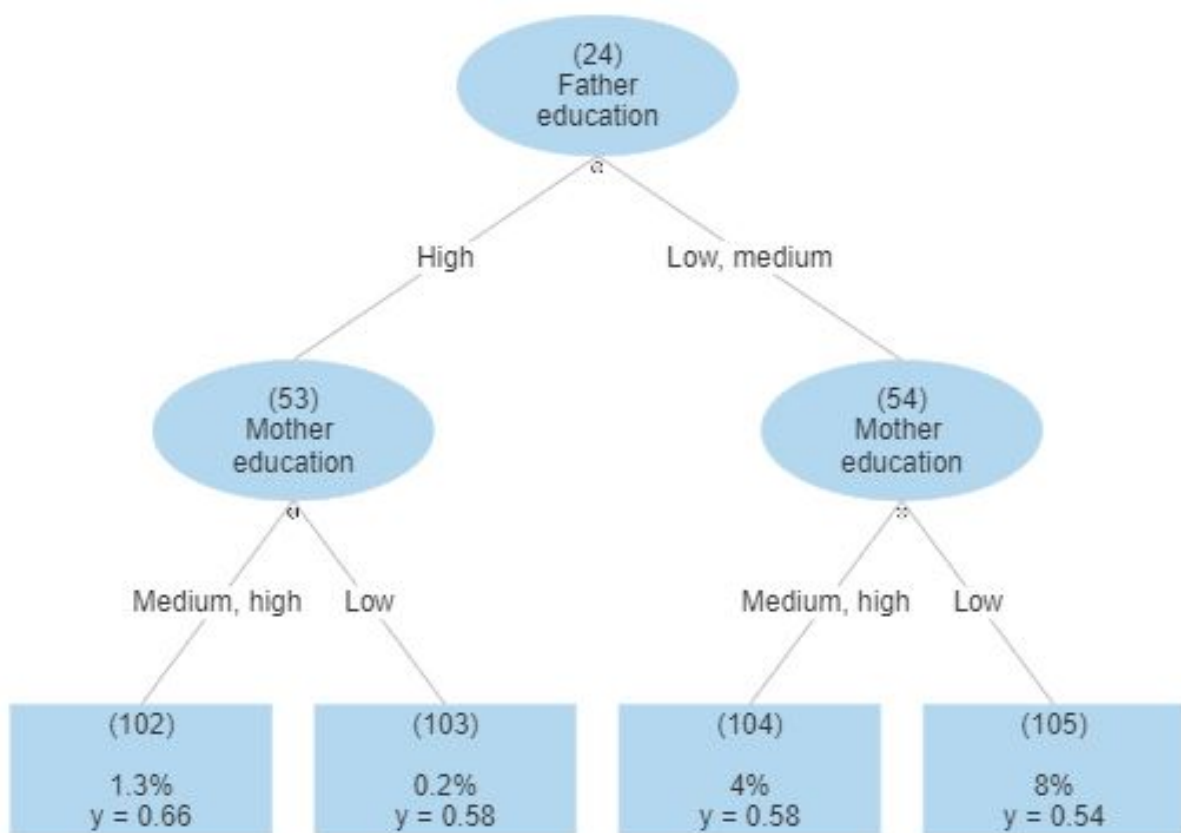 (24)
Father
education
High
Low, medium
(53)
Mother
education
(54)
Mother
education
Medium, high
Low
Medium, high
Low
(102)
1.3%
y = 0.66
(103)
0.2%
y = 0.58
(104)
4%
y = 0.58
(105)
8%
y = 0.54